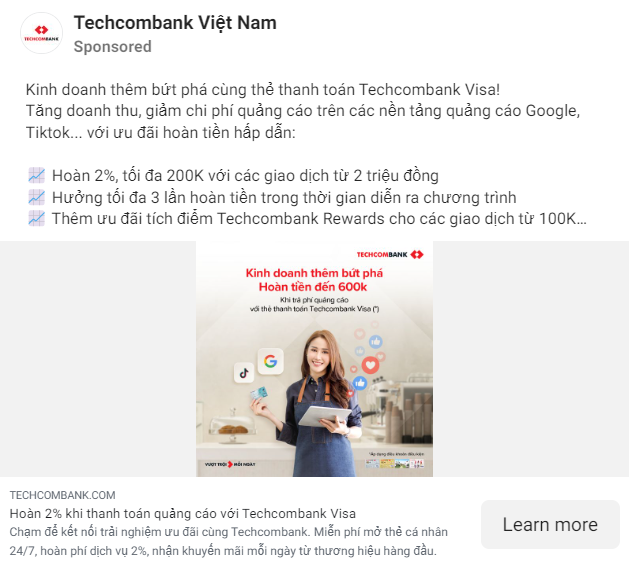 Techcombank Việt Nam
TECHCOMBANK
Sponsored
Kinh doanh thêm bứt phá cùng thẻ thanh toán Techcombank Visa!
Tăng doanh thu, giảm chi phí quảng cáo trên các nền tảng quảng cáo Google,
Tiktok... với ưu đãi hoàn tiền hấp dẫn:
📈 Hoàn 2%, tối đa 200K với các giao dịch từ 2 triệu đồng
📈 Hưởng tối đa 3 lần hoàn tiền trong thời gian diễn ra chương trình
📈 Thêm ưu đãi tích điểm Techcombank Rewards cho các giao dịch từ 100K...
TECHCOMBANK
Kinh doanh thêm bứt phá
Hoàn tiền đến 600k
Khi trả phí quảng cáo
với thẻ thanh toán Techcombank Visa (*)
G
*Áp dụng điều khoản điều kiện
VƯỢT TRỘI MỖI NGÀY
TECHCOMBANK.COM
Hoàn 2% khi thanh toán quảng cáo với Techcombank Visa
Chạm để kết nối trải nghiệm ưu đãi cùng Techcombank. Miễn phí mở thẻ cá nhân
24/7, hoàn phí dịch vụ 2%, nhận khuyến mãi mỗi ngày từ thương hiệu hàng đầu.
Learn more